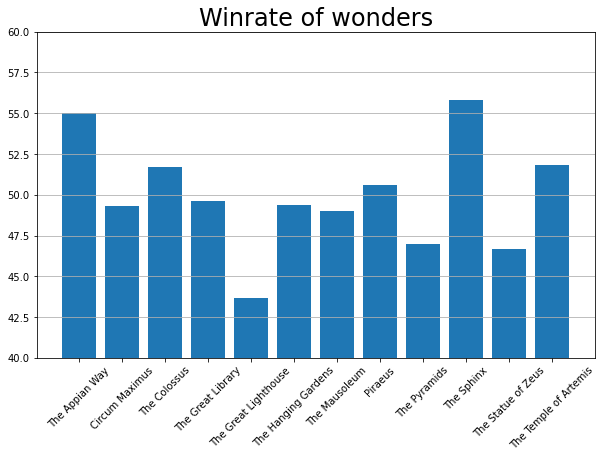 Winrate of wonders
60.0
57.5
55.0
52.5
50.0
47.5
45.0
42.5
40.0
The Appian Way
Circum Maximus
The Colossus
The Great Library
The Great Lighthouse
The Hanging Gardens
The Mausoleum
Piraeus
The Pyramids
The Sphinx
The Statue of Zeus
The Temple of Artemis